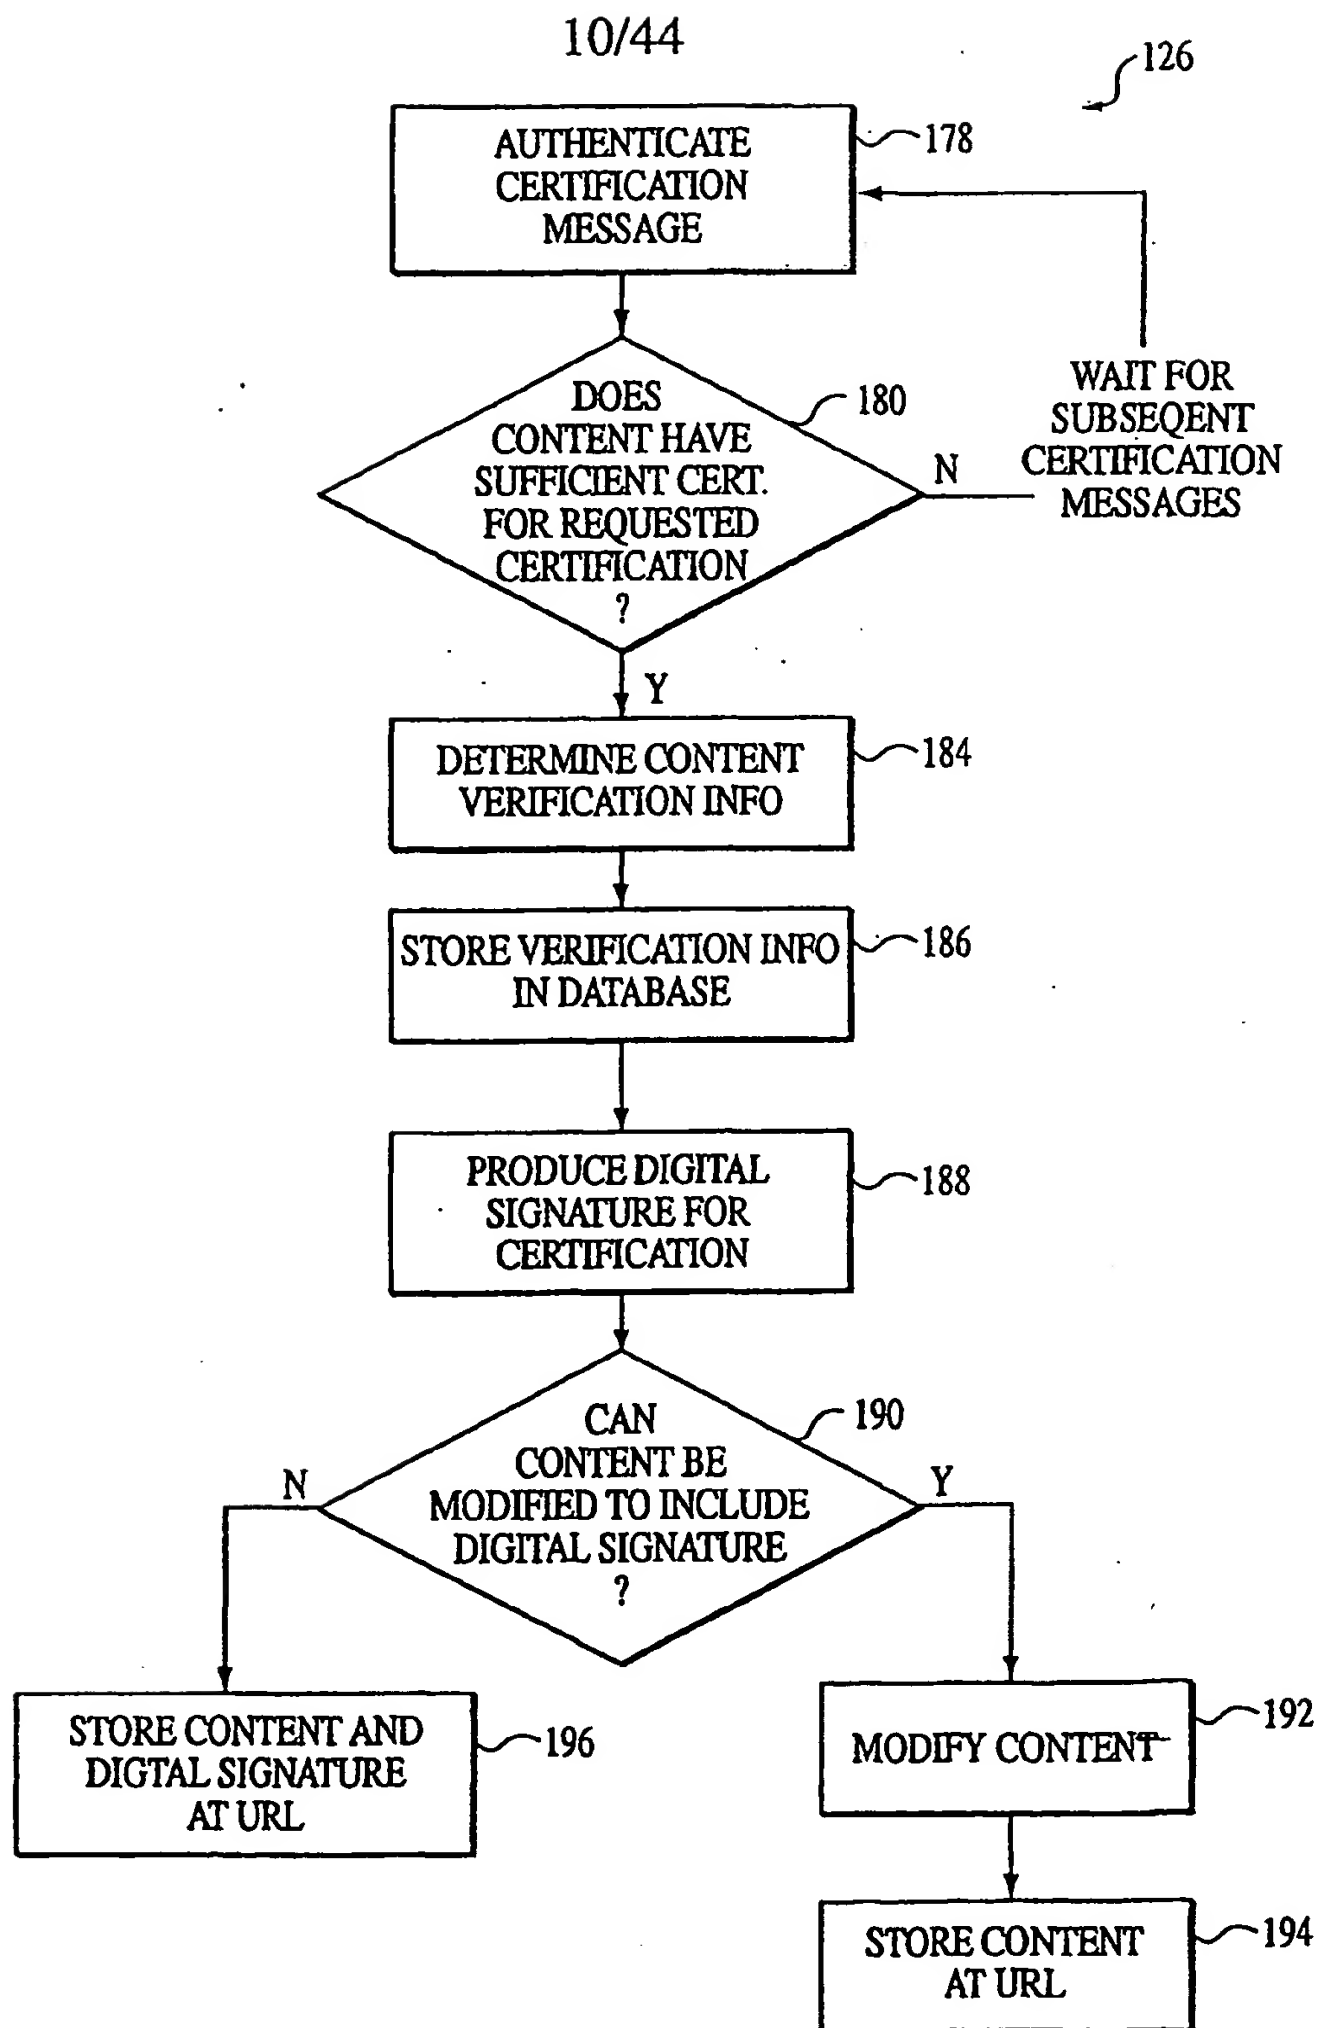 10/44
126
AUTHENTICATE
CERTIFICATION
MESSAGE
178
DOES
CONTENT HAVE
SUFFICIENT CERT.
FOR REQUESTED
CERTIFICATION
?
180
N
WAIT FOR
SUBSEQENT
CERTIFICATION
MESSAGES
Y
DETERMINE CONTENT
VERIFICATION INFO
184
STORE VERIFICATION INFO
IN DATABASE
186
PRODUCE DIGITAL
SIGNATURE FOR
CERTIFICATION
188
CAN
CONTENT BE
MODIFIED TO INCLUDE
DIGITAL SIGNATURE
?
190
N
Y
STORE CONTENT AND
DIGTAL SIGNATURE
AT URL
196
MODIFY CONTENT
192
STORE CONTENT
AT URL
194